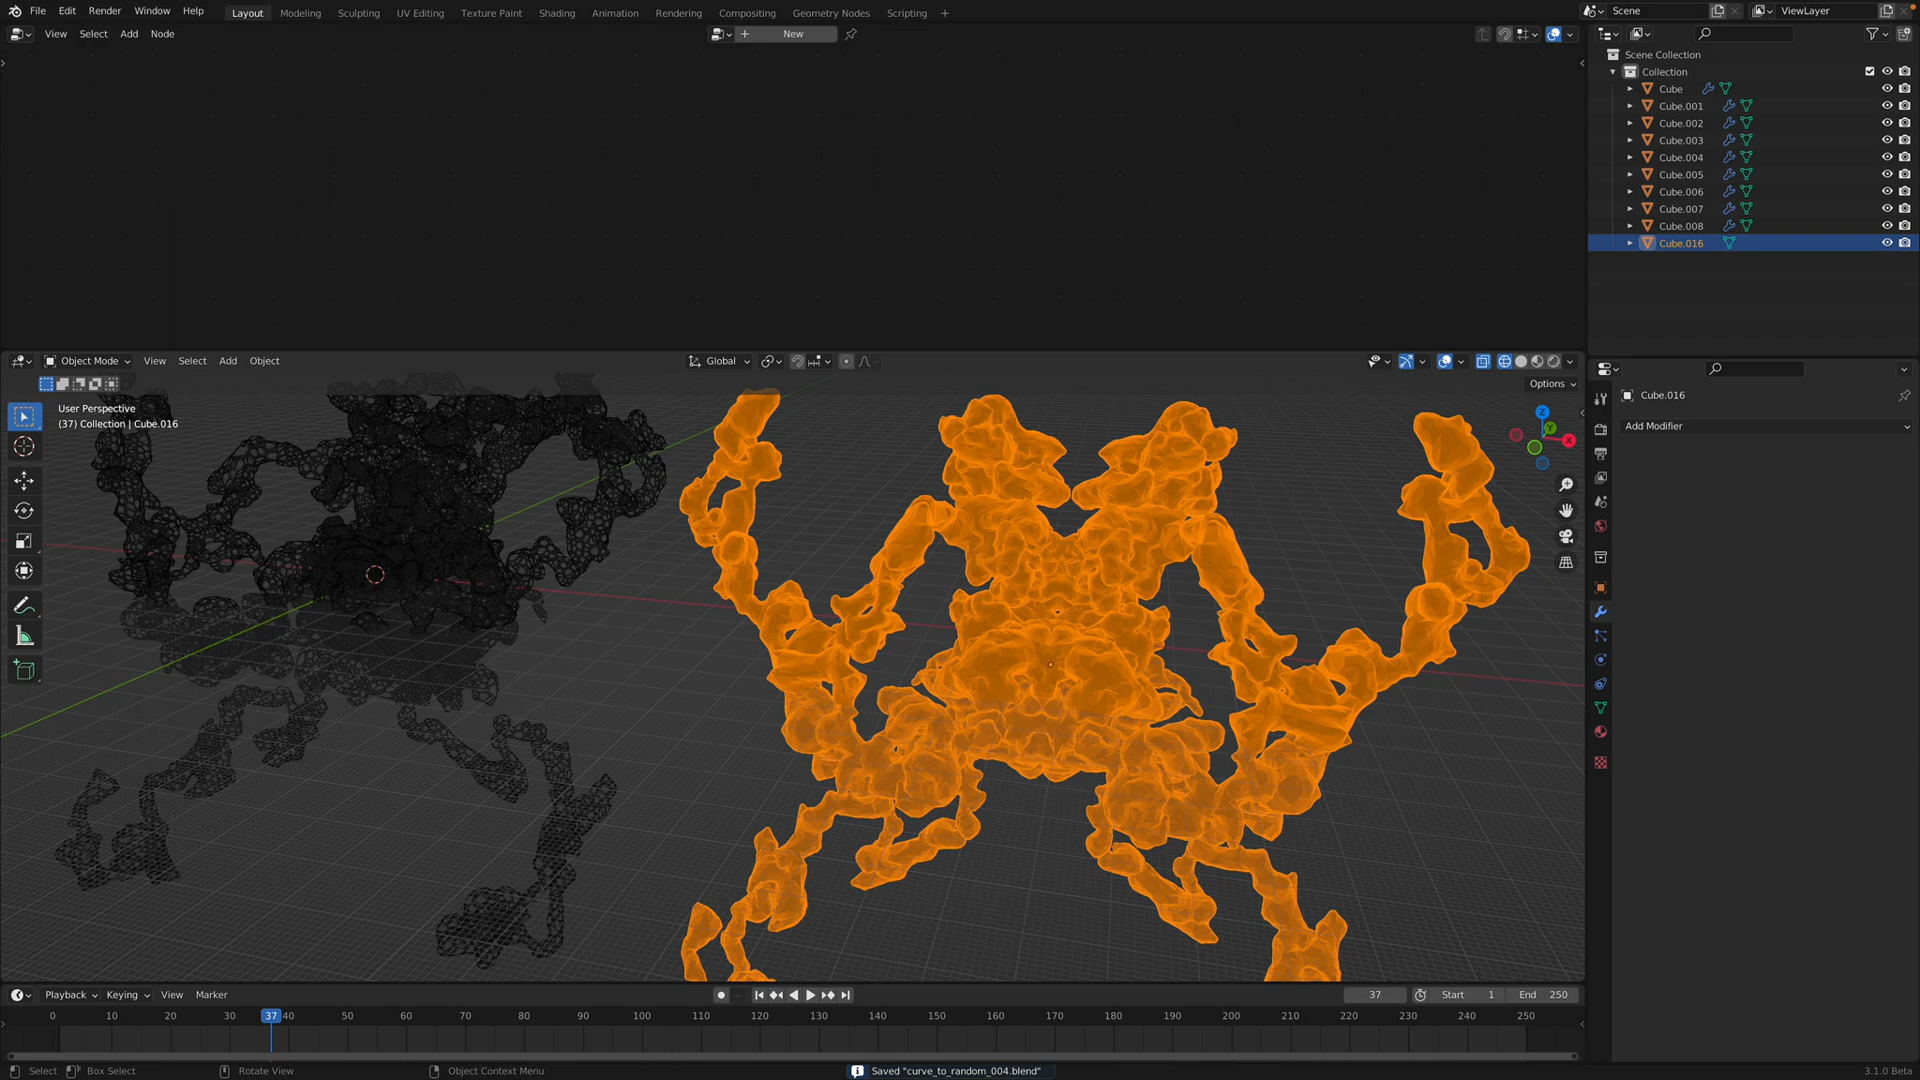 File Edit Render Window Help
Layout Modeling Sculpting UV Editing Texture Paint Shading Animation Rendering Compositing Geometry Nodes Scripting +
Scene ViewLayer
View Select Add Node
+ New
Scene Collection
Collection
Cube
Cube.001
Cube.002
Cube.003
Cube.004
Cube.005
Cube.006
Cube.007
Cube.008
Cube.016
Object Mode View Select Add Object
Global
Options
User Perspective
(37) Collection | Cube.016
Z
Y
X
Cube.016
Add Modifier
Playback Keying View Marker
37 Start 1 End 250
0 10 20 30 37 40 50 60 70 80 90 100 110 120 130 140 150 160 170 180 190 200 210 220 230 240 250
Select Box Select Rotate View Object Context Menu
Saved "curve_to_random_004.blend"
3.1.0 Beta